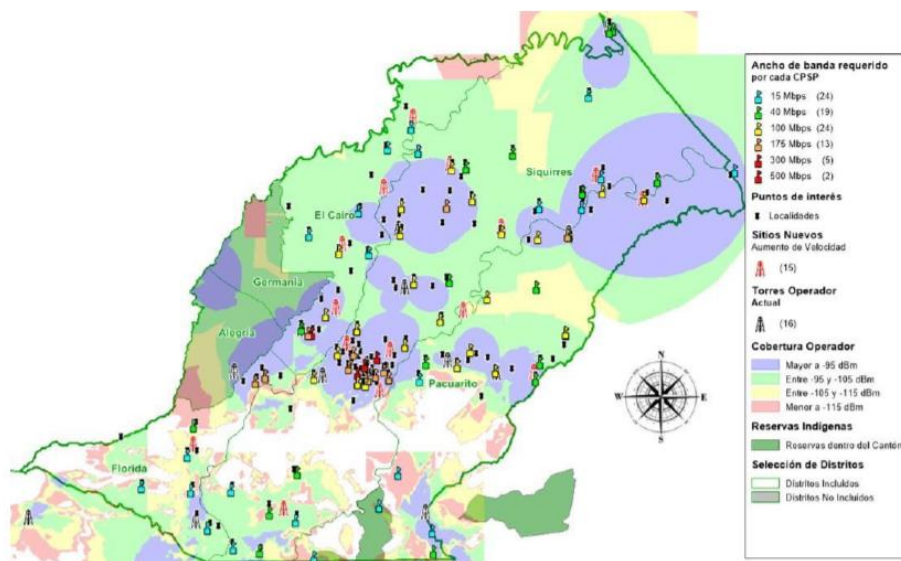 Siquirres
El Cairo
Germania
Alegria
Pacuarito
Florida
N
W
E
S
Ancho de banda requerido
por cada CPSP
15 Mbps (24)
40 Mbps (19)
100 Mbps (24)
175 Mbps (13)
300 Mbps (5)
500 Mbps (2)
Puntos de interés
Localidades
Sitios Nuevos
Aumento de Velocidad
(15)
Torres Operador
Actual
(16)
Cobertura Operador
Mayor a -95 dBm
Entre -95 y -105 dBm
Entre -105 y -115 dBm
Menor a -115 dBm
Reservas Indígenas
Reservas dentro del Cantón
Selección de Distritos
Distritos Incluidos
Distritos No Incluidos